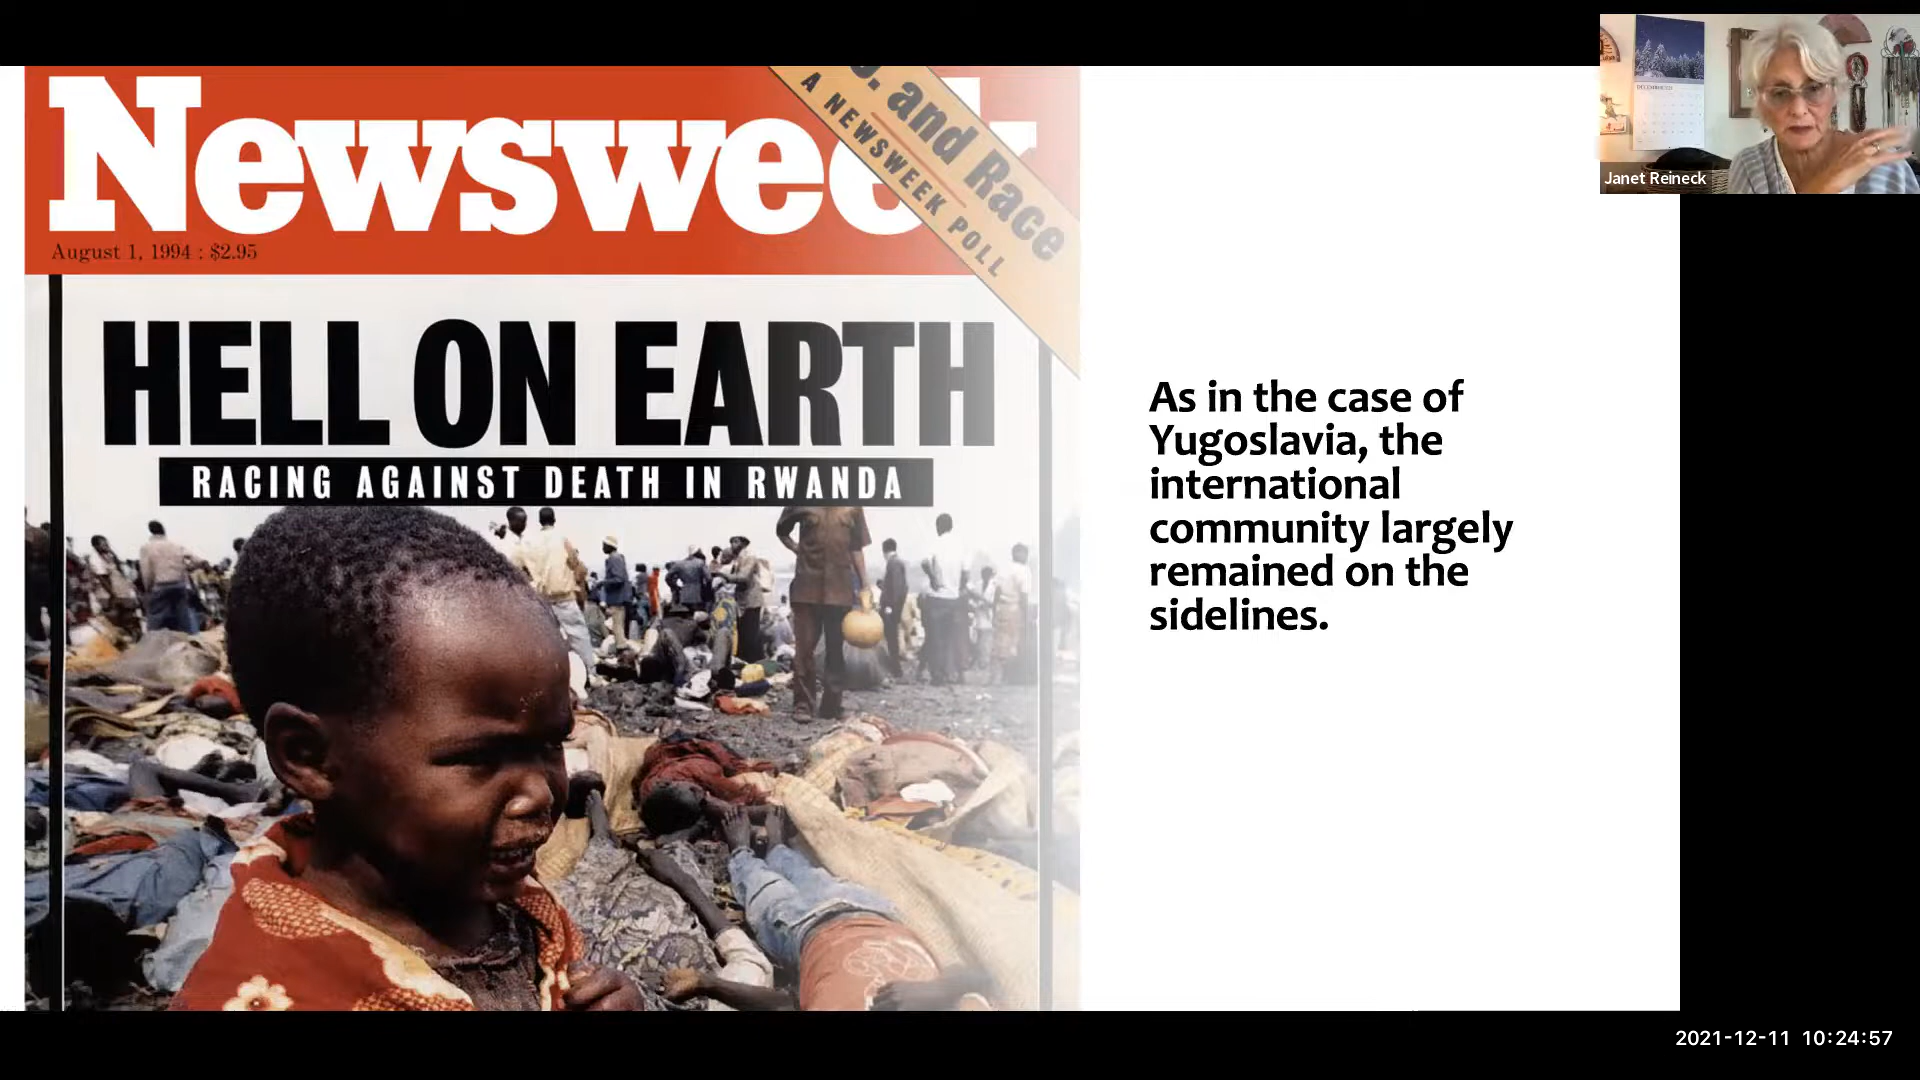 Newsweek
August 1, 1994 : $2.95
. and Race
A NEWSWEEK POLL
HELL ON EARTH
RACING AGAINST DEATH IN RWANDA
As in the case of
Yugoslavia, the
international
community largely
remained on the
sidelines.
DECEMBER
Janet Reineck
2021-12-11 10:24:57